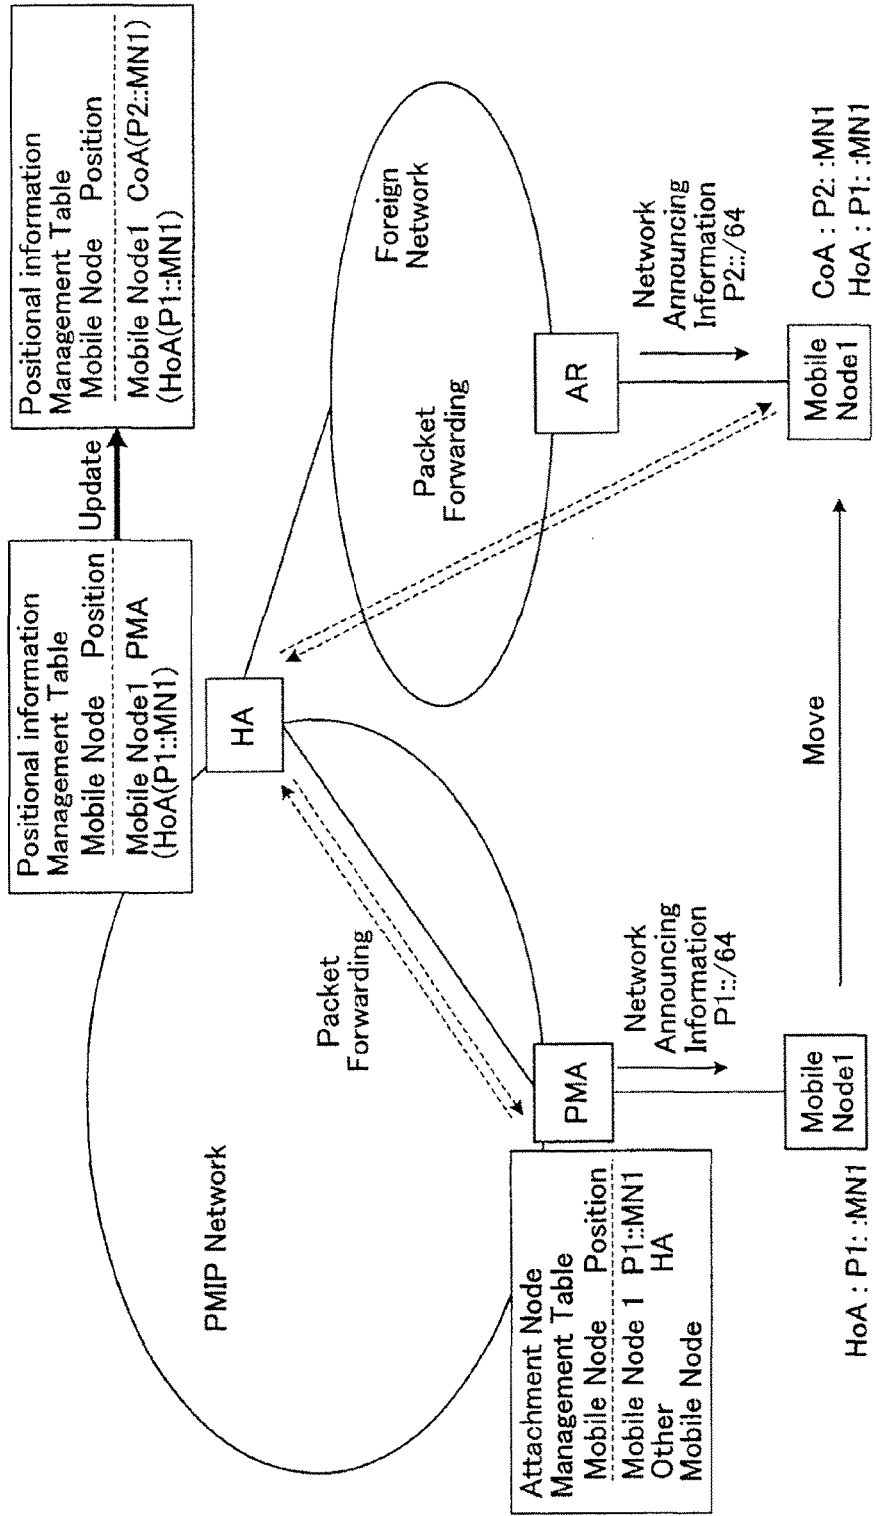 Positional information
Management Table
Mobile Node Position
Mobile Node1 PMA
(HoA(P1::MN1)
Update
Positional information
Management Table
Mobile Node Position
Mobile Node1 CoA(P2::MN1)
(HoA(P1::MN1)
HA
PMIP Network
Packet
Forwarding
Foreign
Network
Packet
Forwarding
Attachment Node
Management Table
Mobile Node Position
Mobile Node 1 P1::MN1
Other HA
Mobile Node
PMA
Network
Announcing
Information
P1::/64
AR
Network
Announcing
Information
P2::/64
HoA : P1: :MN1
Mobile
Node1
Move
Mobile
Node1
CoA : P2: :MN1
HoA : P1: :MN1